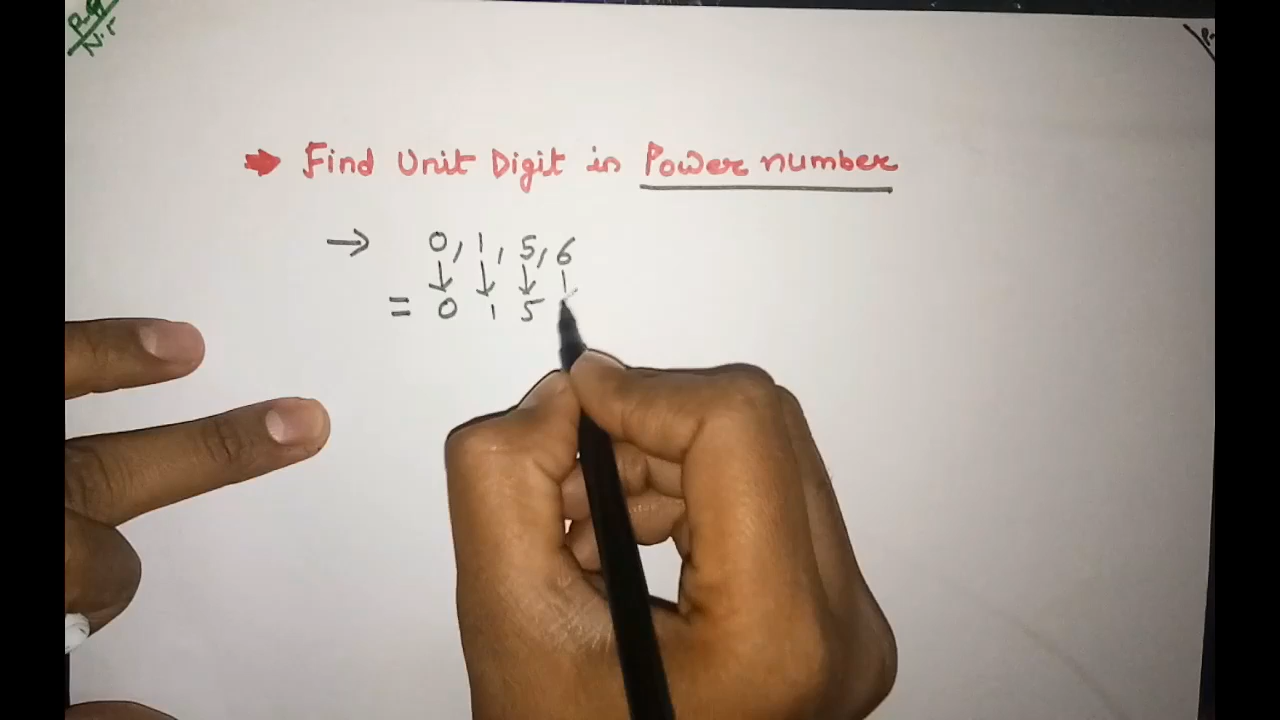 Find Unit Digit in Power number
→ 0, 1, 5, 6
↓ ↓ ↓
= 0 1 5